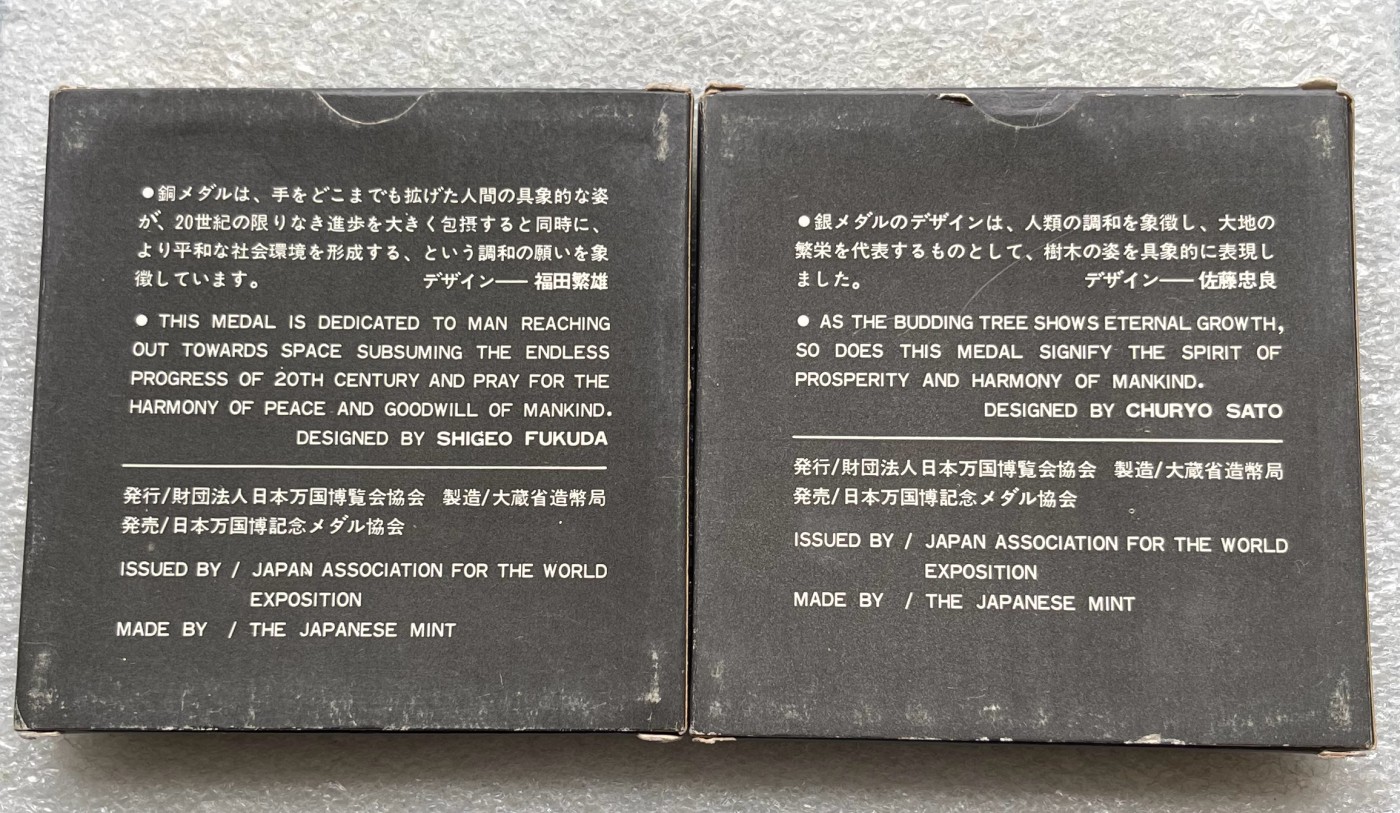 ●銅メダルは、手をどこまでも拡げた人間の具象的な姿
が、20世紀の限りなき進歩を大きく包摂すると同時に、
より平和な社会環境を形成する、という調和の願いを象
徴しています。 デザイン── 福田繁雄
● THIS MEDAL IS DEDICATED TO MAN REACHING
OUT TOWARDS SPACE SUBSUMING THE ENDLESS
PROGRESS OF 20TH CENTURY AND PRAY FOR THE
HARMONY OF PEACE AND GOODWILL OF MANKIND.
DESIGNED BY SHIGEO FUKUDA
発行/財団法人日本万国博覧会協会 製造/大蔵省造幣局
発売/日本万国博記念メダル協会
ISSUED BY / JAPAN ASSOCIATION FOR THE WORLD
EXPOSITION
MADE BY / THE JAPANESE MINT
●銀メダルのデザインは、人類の調和を象徴し、大地の
繁栄を代表するものとして、樹木の姿を具象的に表現し
ました。 デザイン── 佐藤忠良
● AS THE BUDDING TREE SHOWS ETERNAL GROWTH,
SO DOES THIS MEDAL SIGNIFY THE SPIRIT OF
PROSPERITY AND HARMONY OF MANKIND.
DESIGNED BY CHURYO SATO
発行/財団法人日本万国博覧会協会 製造/大蔵省造幣局
発売/日本万国博記念メダル協会
ISSUED BY / JAPAN ASSOCIATION FOR THE WORLD
EXPOSITION
MADE BY / THE JAPANESE MINT